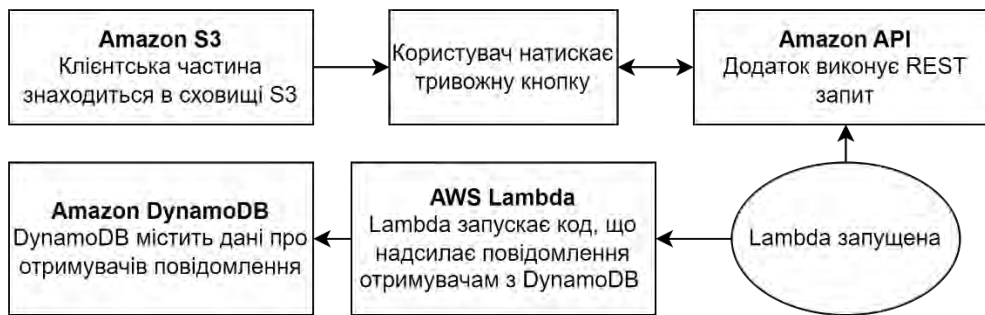 Amazon S3
Клієнтська частина
знаходиться в сховищі S3
Користувач натискає
тривожну кнопку
Amazon API
Додаток виконує REST
запит
Amazon DynamoDB
DynamoDB містить дані про
отримувачів повідомлення
AWS Lambda
Lambda запускає код, що
надсилає повідомлення
отримувачам з DynamoDB
Lambda запущена